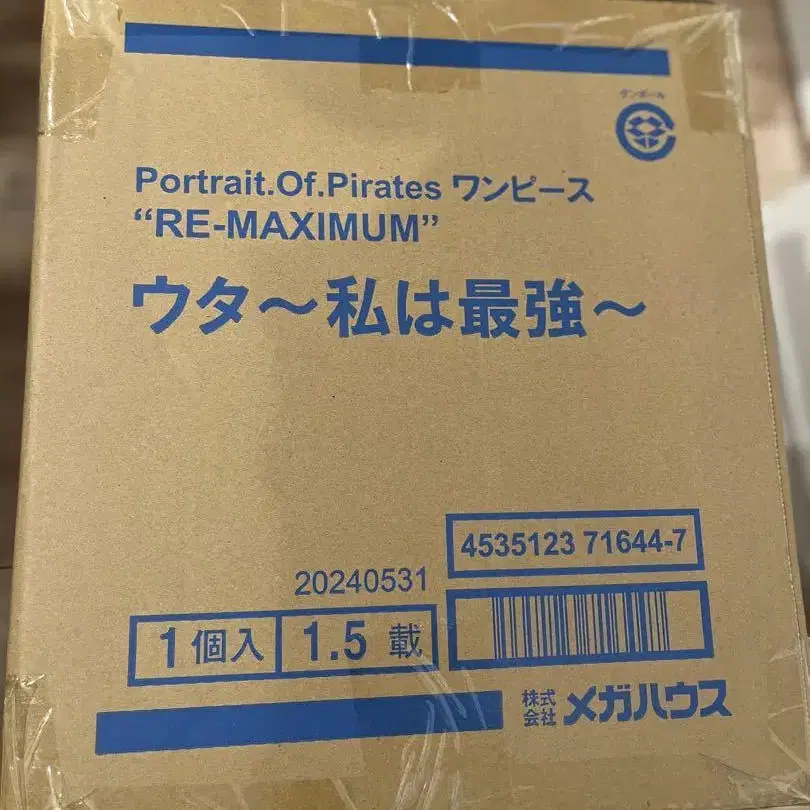 ダンボール
Portrait.Of.Pirates ワンピース
“RE-MAXIMUM”
ウタ～私は最強～
4535123 71644-7
20240531
1個入 1.5 載
株式会社 メガハウス